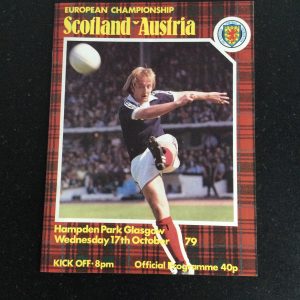 EUROPEAN CHAMPIONSHIP
Scotland v Austria
Hampden Park Glasgow
Wednesday 17th October 79
KICK OFF·8pm Official Programme 40p